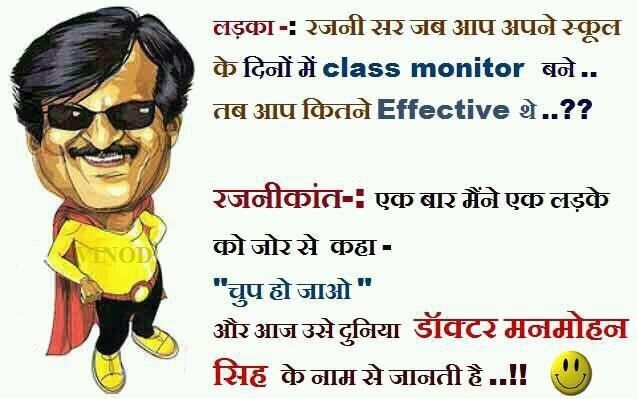 लड़का -: रजनी सर जब आप अपने स्कूल
के दिनों में class monitor बने ..
तब आप कितने Effective थे ..??
रजनीकांत-: एक बार मैंने एक लड़के
को जोर से कहा -
"चुप हो जाओ "
और आज उसे दुनिया डॉक्टर मनमोहन
सिह के नाम से जानती है ..!!
VINOD